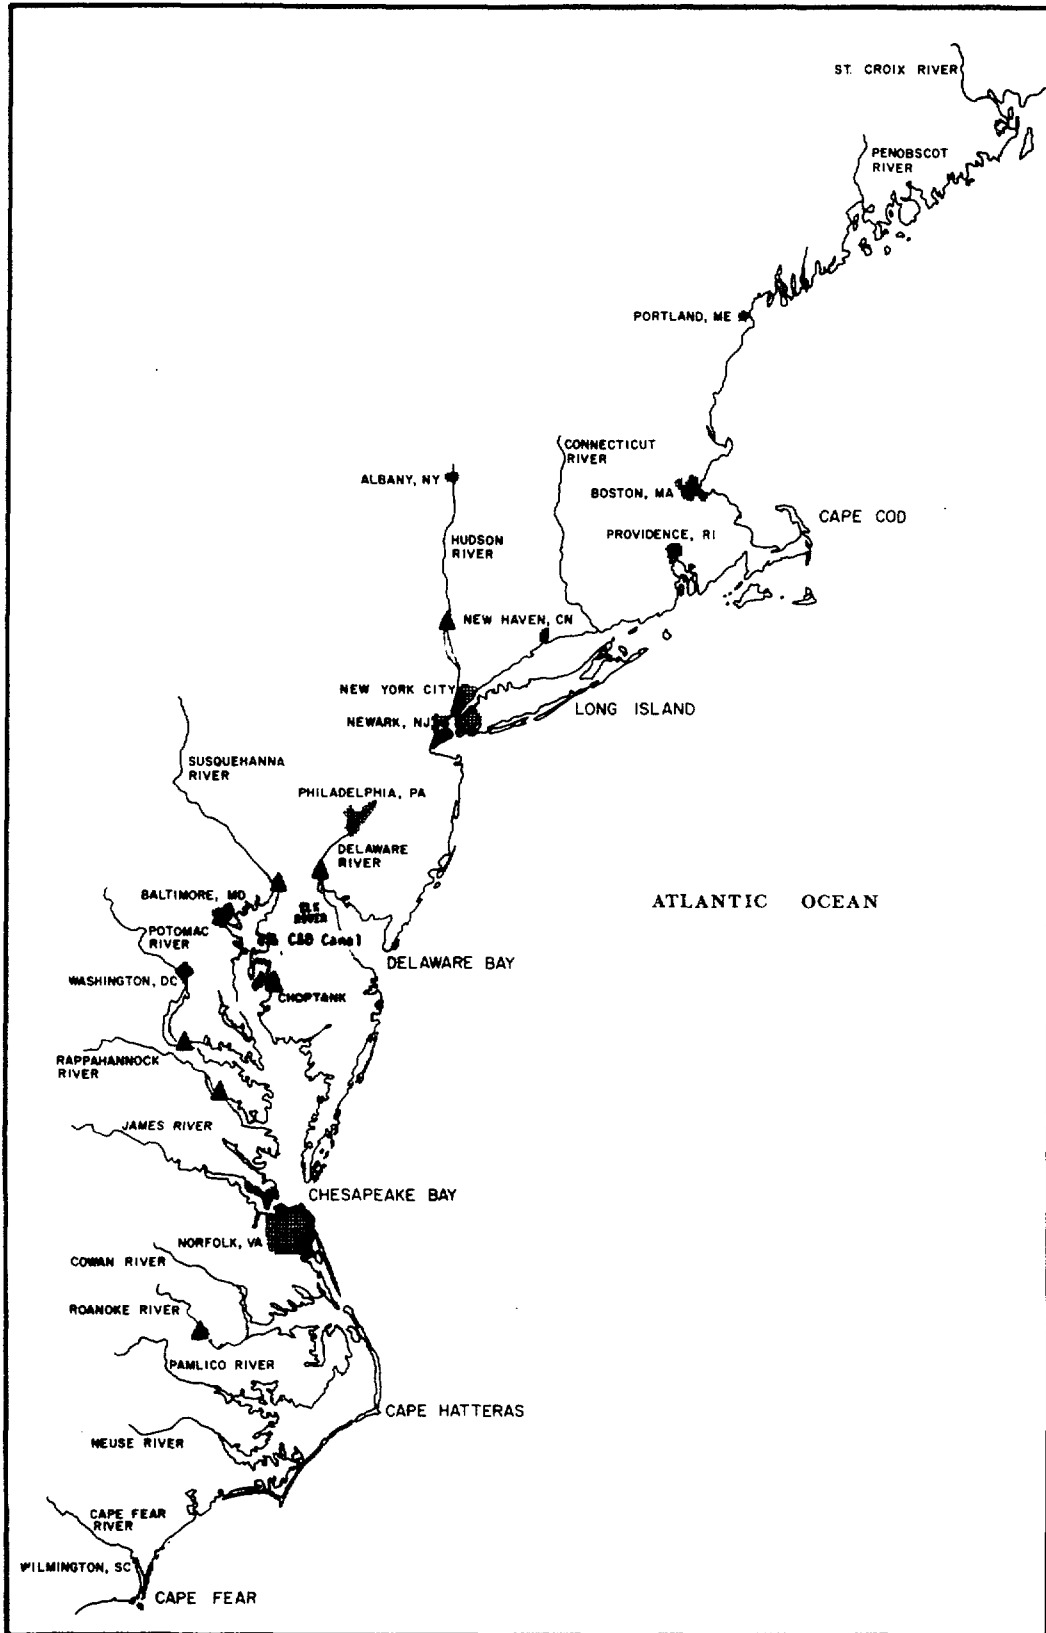 ST. CROIX RIVER
PENOBSCOT
RIVER
PORTLAND, ME
CONNECTICUT
RIVER
ALBANY, NY
BOSTON, MA
CAPE COD
PROVIDENCE, RI
HUDSON
RIVER
NEW HAVEN, CN
NEW YORK CITY
LONG ISLAND
NEWARK, NJ
SUSQUEHANNA
RIVER
PHILADELPHIA, PA
DELAWARE
RIVER
BALTIMORE, MD
ELK
RIVER
ATLANTIC OCEAN
POTOMAC
RIVER
C&D Canal
DELAWARE BAY
WASHINGTON, DC
CHOPTANK
RAPPAHANNOCK
RIVER
JAMES RIVER
CHESAPEAKE BAY
NORFOLK, VA
COWAN RIVER
ROANOKE RIVER
PAMLICO RIVER
CAPE HATTERAS
NEUSE RIVER
CAPE FEAR
RIVER
WILMINGTON, SC
CAPE FEAR